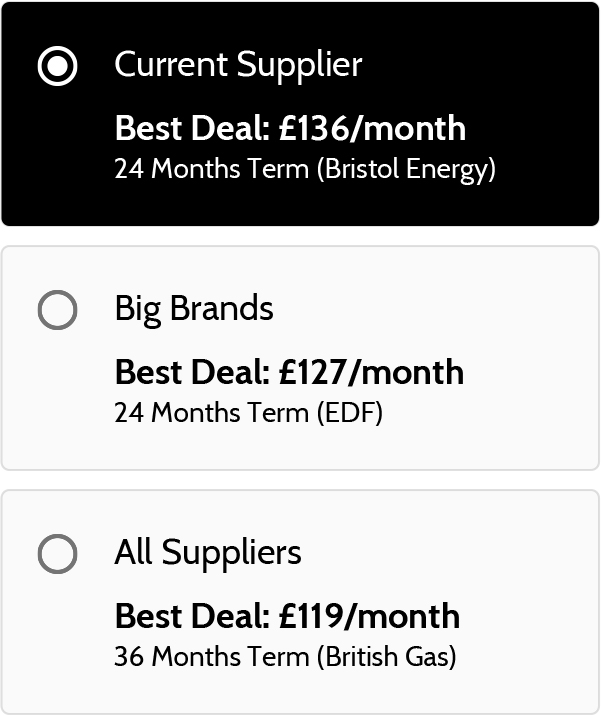 Current Supplier
Best Deal: £136/month
24 Months Term (Bristol Energy)
Big Brands
Best Deal: £127/month
24 Months Term (EDF)
All Suppliers
Best Deal: £119/month
36 Months Term (British Gas)